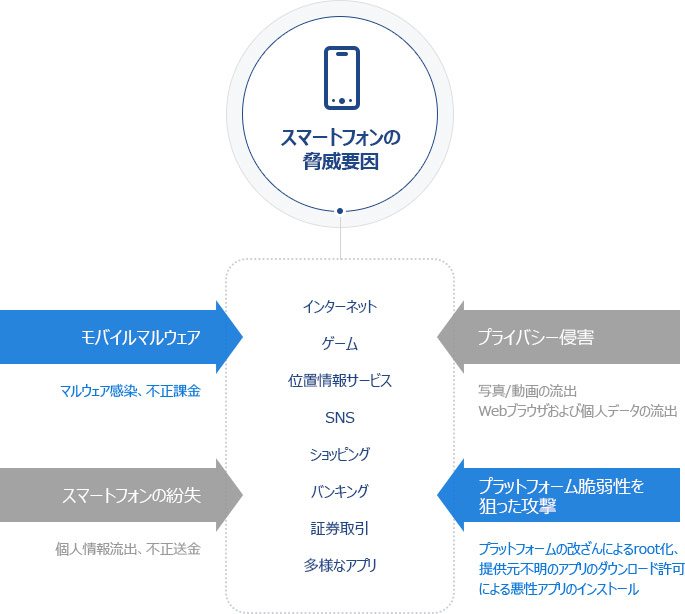 スマートフォンの
脅威要因
インターネット
ゲーム
位置情報サービス
SNS
ショッピング
バンキング
証券取引
多様なアプリ
モバイルマルウェア
マルウェア感染、不正課金
スマートフォンの紛失
個人情報流出、不正送金
プライバシー侵害
写真/動画の流出
Webブラウザおよび個人データの流出
プラットフォーム脆弱性を
狙った攻撃
プラットフォームの改ざんによるroot化、
提供元不明のアプリのダウンロード許可
による悪性アプリのインストール